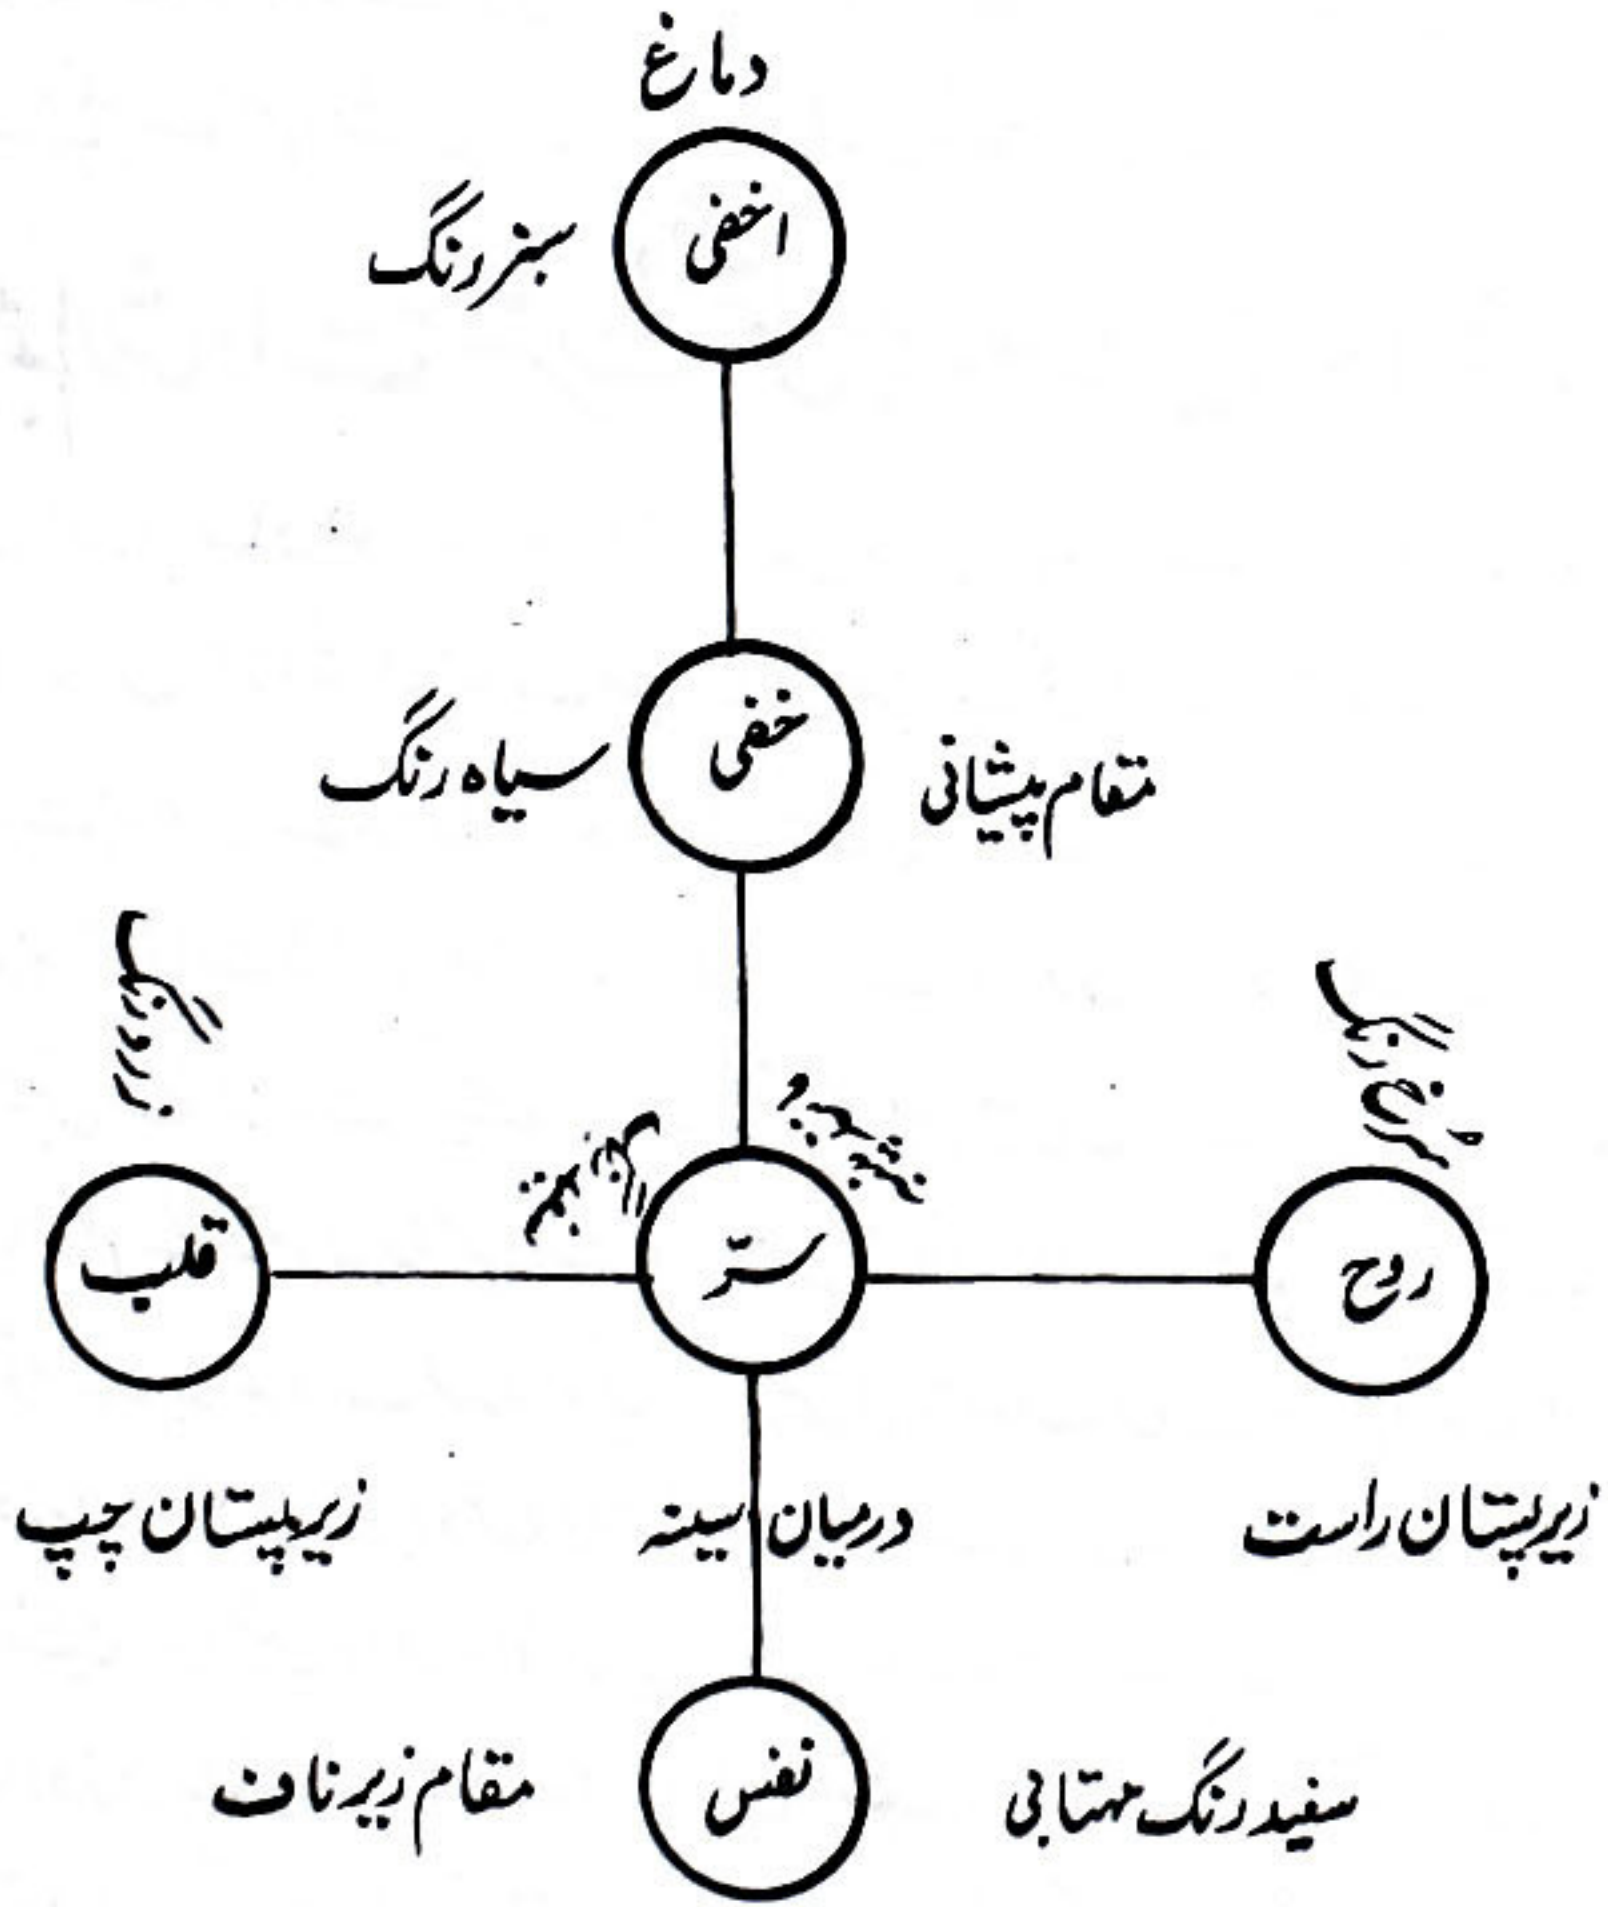 دماغ
اخفی
سبز رنگ
خفی
مقام پیشانی
سیاه رنگ
سرخ رنگ
زرد رنگ
روح
سرّ
قلب
زیر پستان راست
درمیان سینہ
زیر پستان چپ
سفید رنگ مہتابی
نفس
مقام زیر ناف